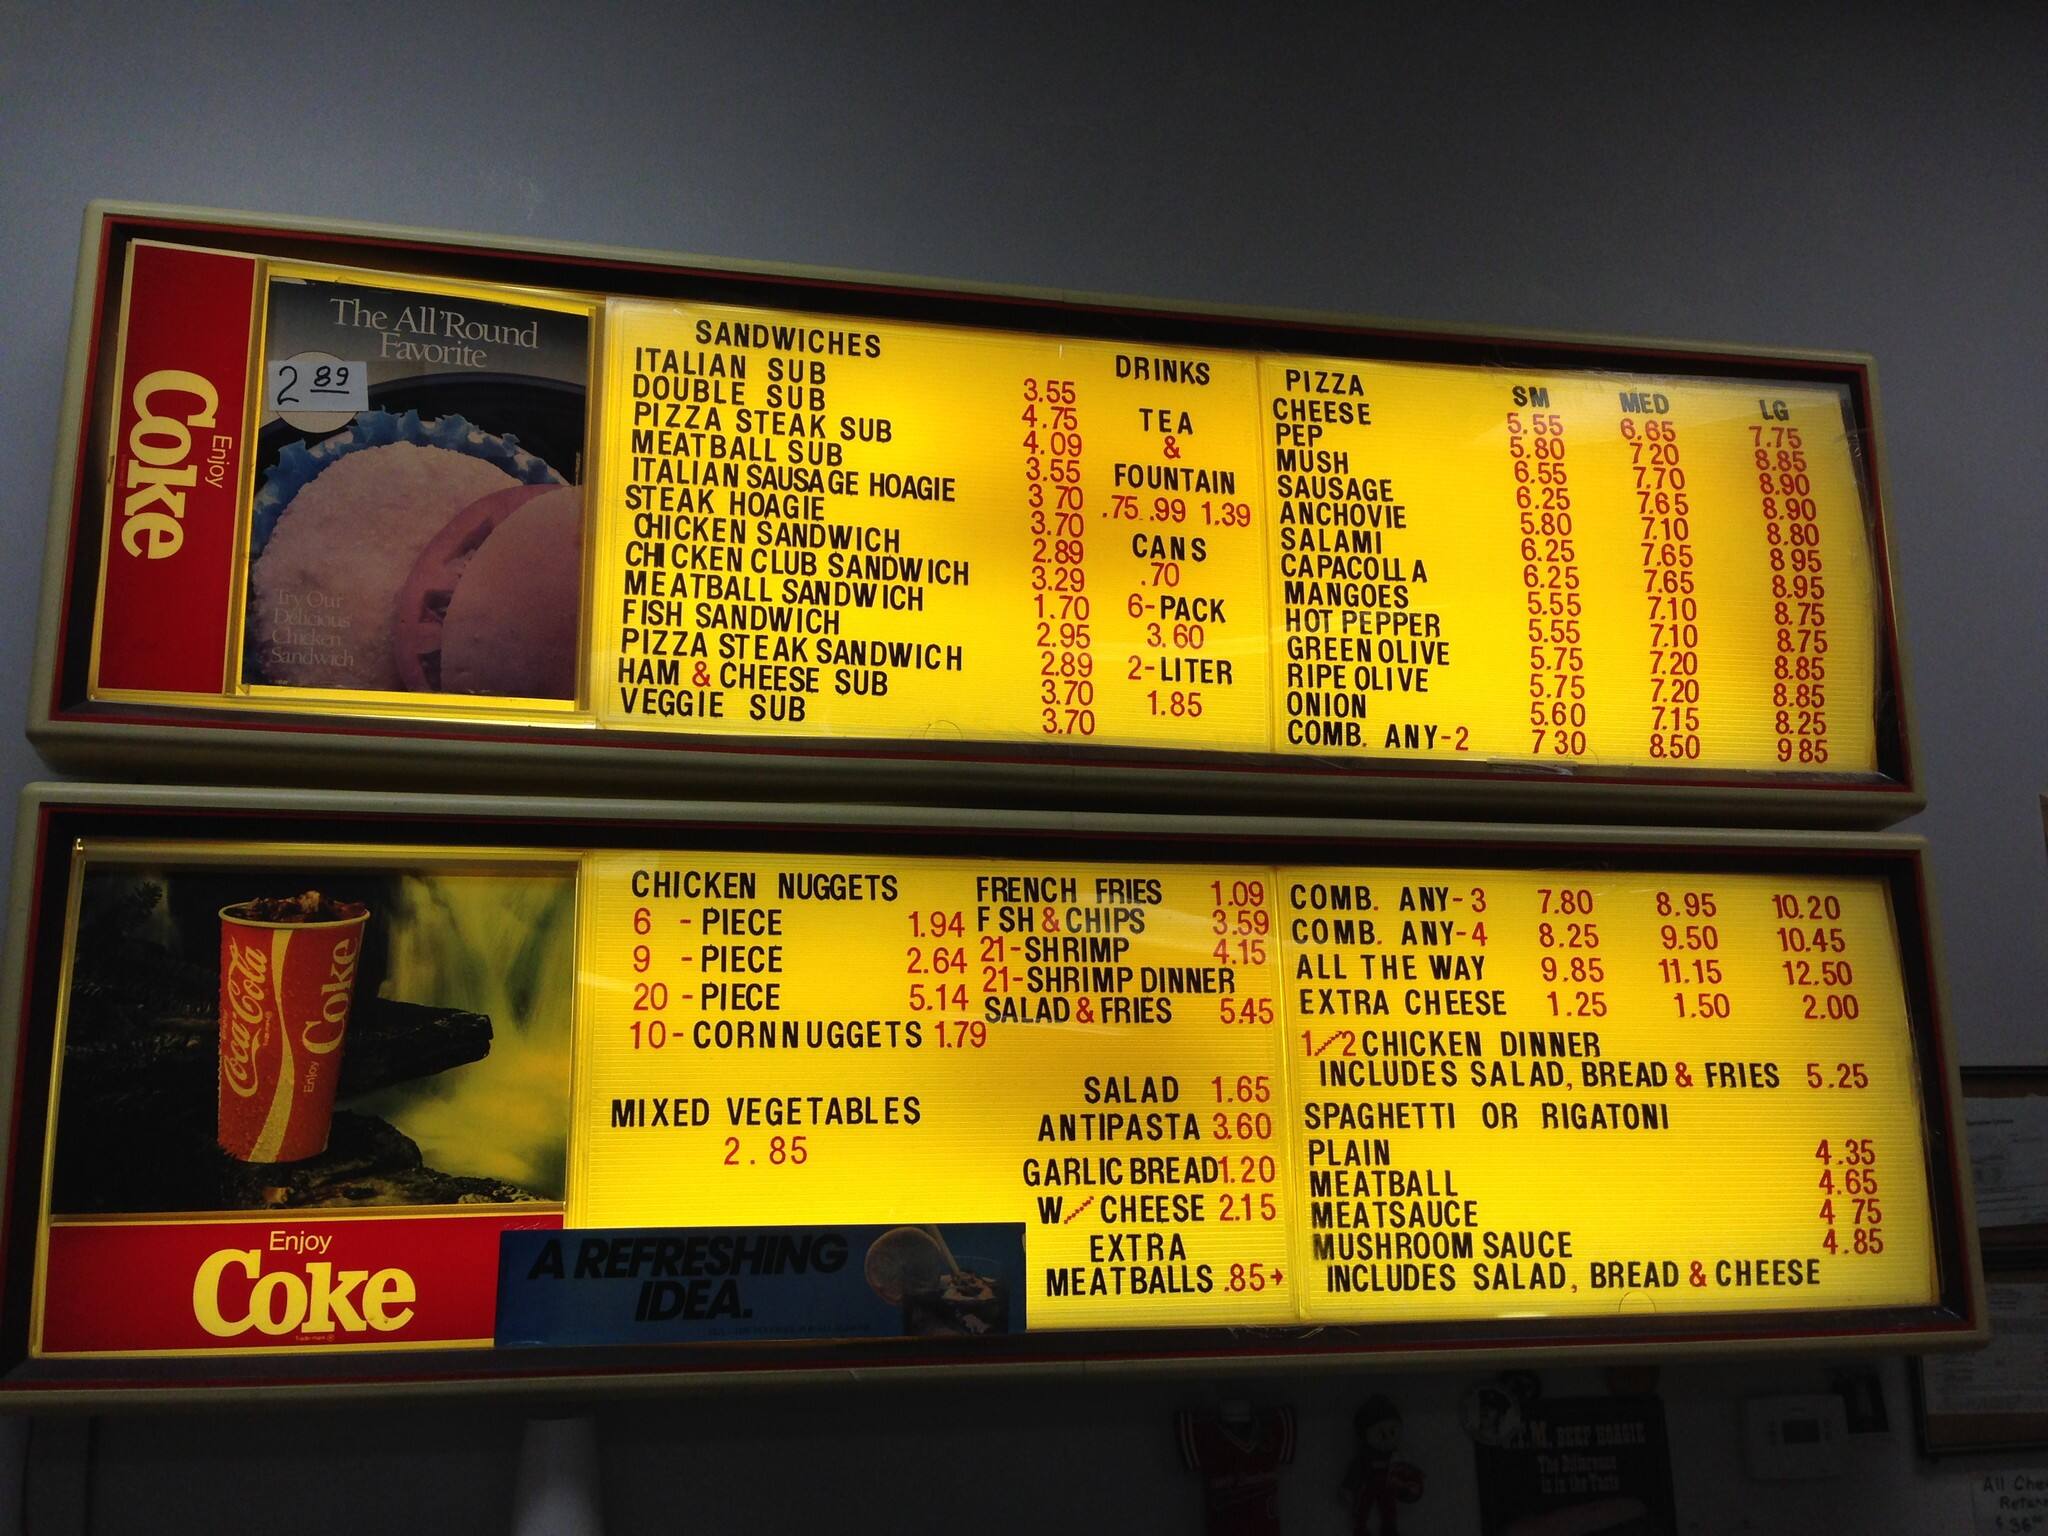 Enjoy
Coke
The All 'Round
Favorite
2 89
Try Our
Delicious
Chicken
Sandwich
SANDWICHES
ITALIAN SUB 3.55
DOUBLE SUB 4.75
PIZZA STEAK SUB 4.09
MEATBALL SUB 3.55
ITALIAN SAUSAGE HOAGIE 3 70
STEAK HOAGIE 3.70
CHICKEN SANDWICH 2.89
CHICKEN CLUB SANDWICH 3.29
MEATBALL SANDWICH 1.70
FISH SANDWICH 2.95
PIZZA STEAK SANDWICH 2.89
HAM & CHEESE SUB 3.70
VEGGIE SUB 3.70
DRINKS
TEA
&
FOUNTAIN
.75 .99 1.39
CANS
.70
6-PACK
3.60
2-LITER
1.85
PIZZA SM MED LG
CHEESE 5.55 6.65 7.75
PEP 5.80 7 20 8.85
MUSH 6.55 7.70 8.90
SAUSAGE 6.25 7.65 8.90
ANCHOVIE 5.80 7.10 8.80
SALAMI 6.25 7.65 8 95
CAPACOLLA 6.25 7.65 8.95
MANGOES 5.55 7.10 8.75
HOT PEPPER 5.55 7.10 8.75
GREEN OLIVE 5.75 7.20 8.85
RIPE OLIVE 5.75 7.20 8.85
ONION 5.60 7.15 8.25
COMB. ANY-2 7 30 8.50 9 85
Coca-Cola
Enjoy Coke
Enjoy
Coke
Trade-mark ®
A REFRESHING
IDEA.
CHICKEN NUGGETS
6 - PIECE 1.94
9 - PIECE 2.64
20 - PIECE 5.14
10 - CORN NUGGETS 1.79
MIXED VEGETABLES
2.85
FRENCH FRIES 1.09
F SH & CHIPS 3.59
21-SHRIMP 4.15
21-SHRIMP DINNER
SALAD & FRIES 5.45
SALAD 1.65
ANTIPASTA 3.60
GARLIC BREAD 1.20
W/ CHEESE 2.15
EXTRA
MEATBALLS .85
COMB. ANY-3 7.80 8.95 10.20
COMB. ANY-4 8.25 9.50 10.45
ALL THE WAY 9.85 11.15 12.50
EXTRA CHEESE 1.25 1.50 2.00
1/2 CHICKEN DINNER
INCLUDES SALAD, BREAD & FRIES 5.25
SPAGHETTI OR RIGATONI
PLAIN 4.35
MEATBALL 4.65
MEATSAUCE 4 75
MUSHROOM SAUCE 4.85
INCLUDES SALAD, BREAD & CHEESE
BEEF HOAGIE
The Difference
is in the Taste
All